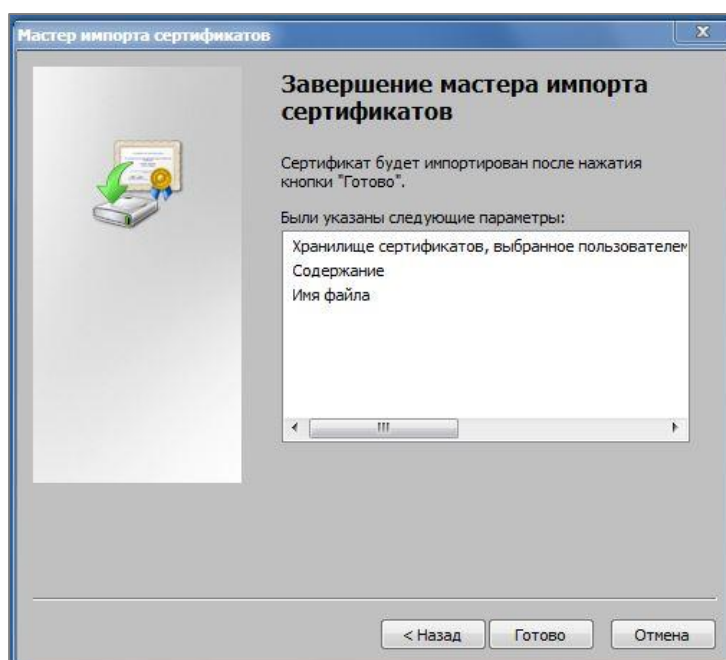 Мастер импорта сертификатов
Завершение мастера импорта
сертификатов
Сертификат будет импортирован после нажатия
кнопки "Готово".
Были указаны следующие параметры:
Хранилище сертификатов, выбранное пользователем
Содержание
Имя файла
< Назад
Готово
Отмена